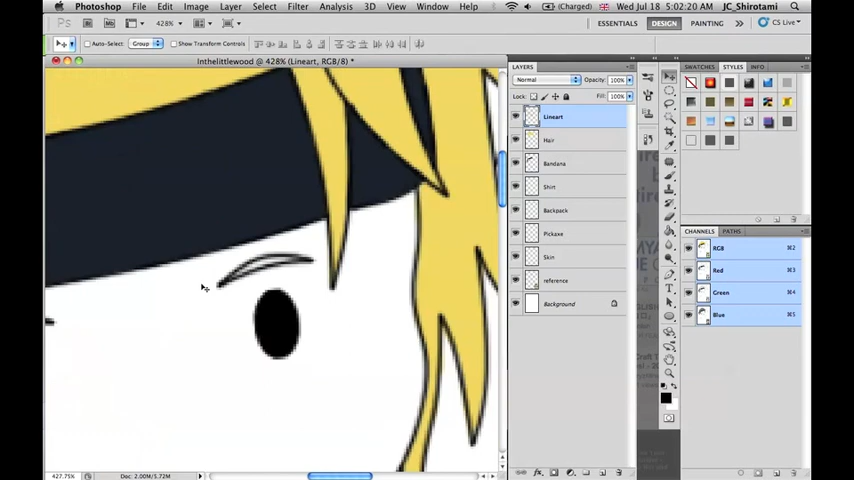 Photoshop File Edit Image Layer Select Filter Analysis 3D View Window Help (Charged) Wed Jul 18 5:02:20 AM JC_Shirotami
Ps 428% ESSENTIALS DESIGN PAINTING CS Live
Auto-Select: Group Show Transform Controls
Inthelittlewood @ 428% (Lineart, RGB/8) *
LAYERS
Normal Opacity: 100%
Lock: Fill: 100%
Lineart
Hair
Bandana
Shirt
Backpack
Pickaxe
Skin
reference
Background
SWATCHES STYLES INFO
CHANNELS PATHS
RGB ⌘2
Red ⌘3
Green ⌘4
Blue ⌘5
427.75% Doc: 2.00M/5.72M